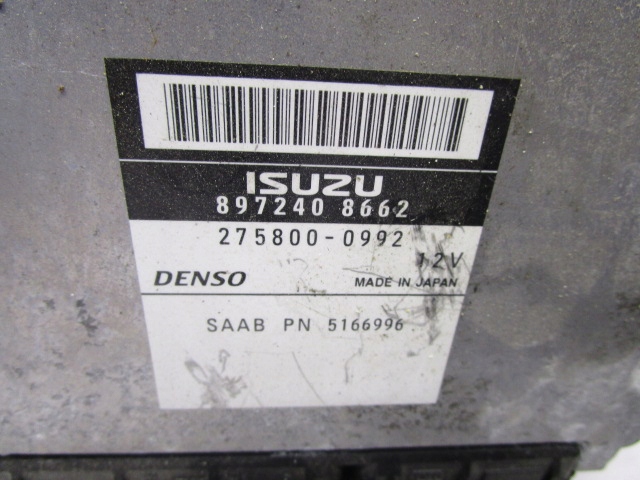 ISUZU
897240 8662
275800-0992
12V
DENSO MADE IN JAPAN
SAAB PN 5166996